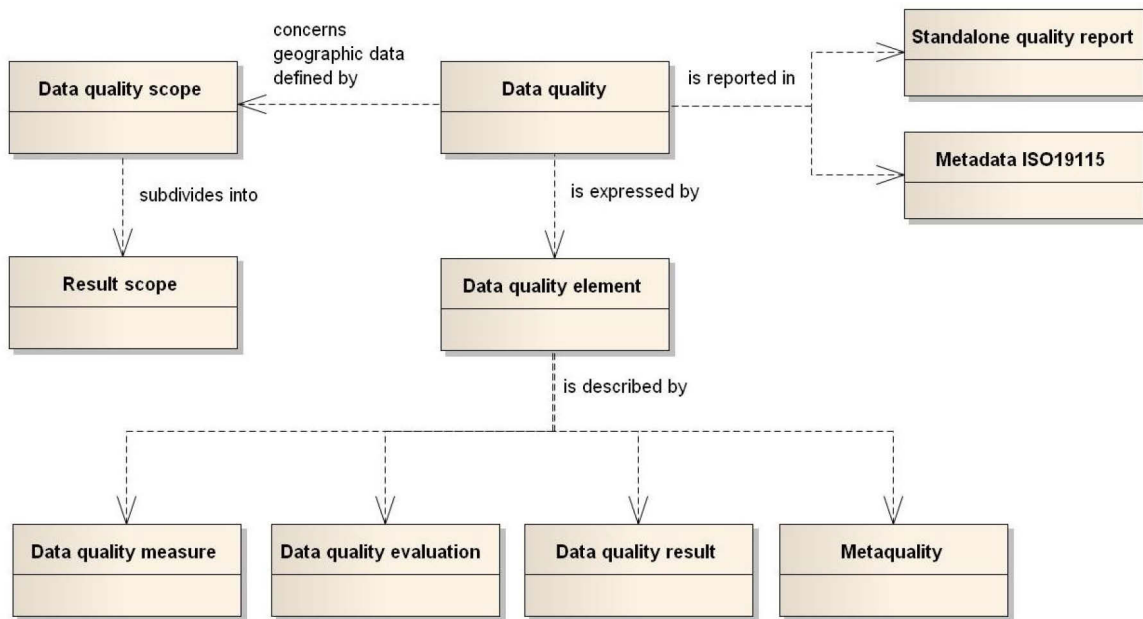 concerns
geographic data
defined by
Standalone quality report
Data quality scope
Data quality
is reported in
Metadata ISO19115
subdivides into
is expressed by
Result scope
Data quality element
is described by
Data quality measure
Data quality evaluation
Data quality result
Metaquality